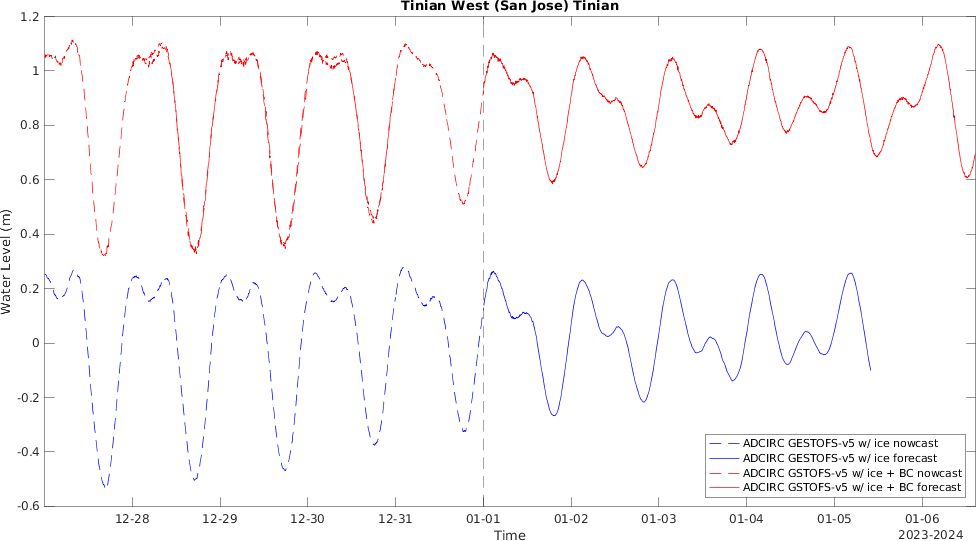 Tinian West (San Jose) Tinian
Water Level (m)
1.2
1
0.8
0.6
0.4
0.2
0
-0.2
-0.4
-0.6
ADCIRC GESTOFS-v5 w/ ice nowcast
ADCIRC GESTOFS-v5 w/ ice forecast
ADCIRC GSTOFS-v5 w/ ice + BC nowcast
ADCIRC GSTOFS-v5 w/ ice + BC forecast
12-28 12-29 12-30 12-31 01-01 01-02 01-03 01-04 01-05 01-06
Time
2023-2024